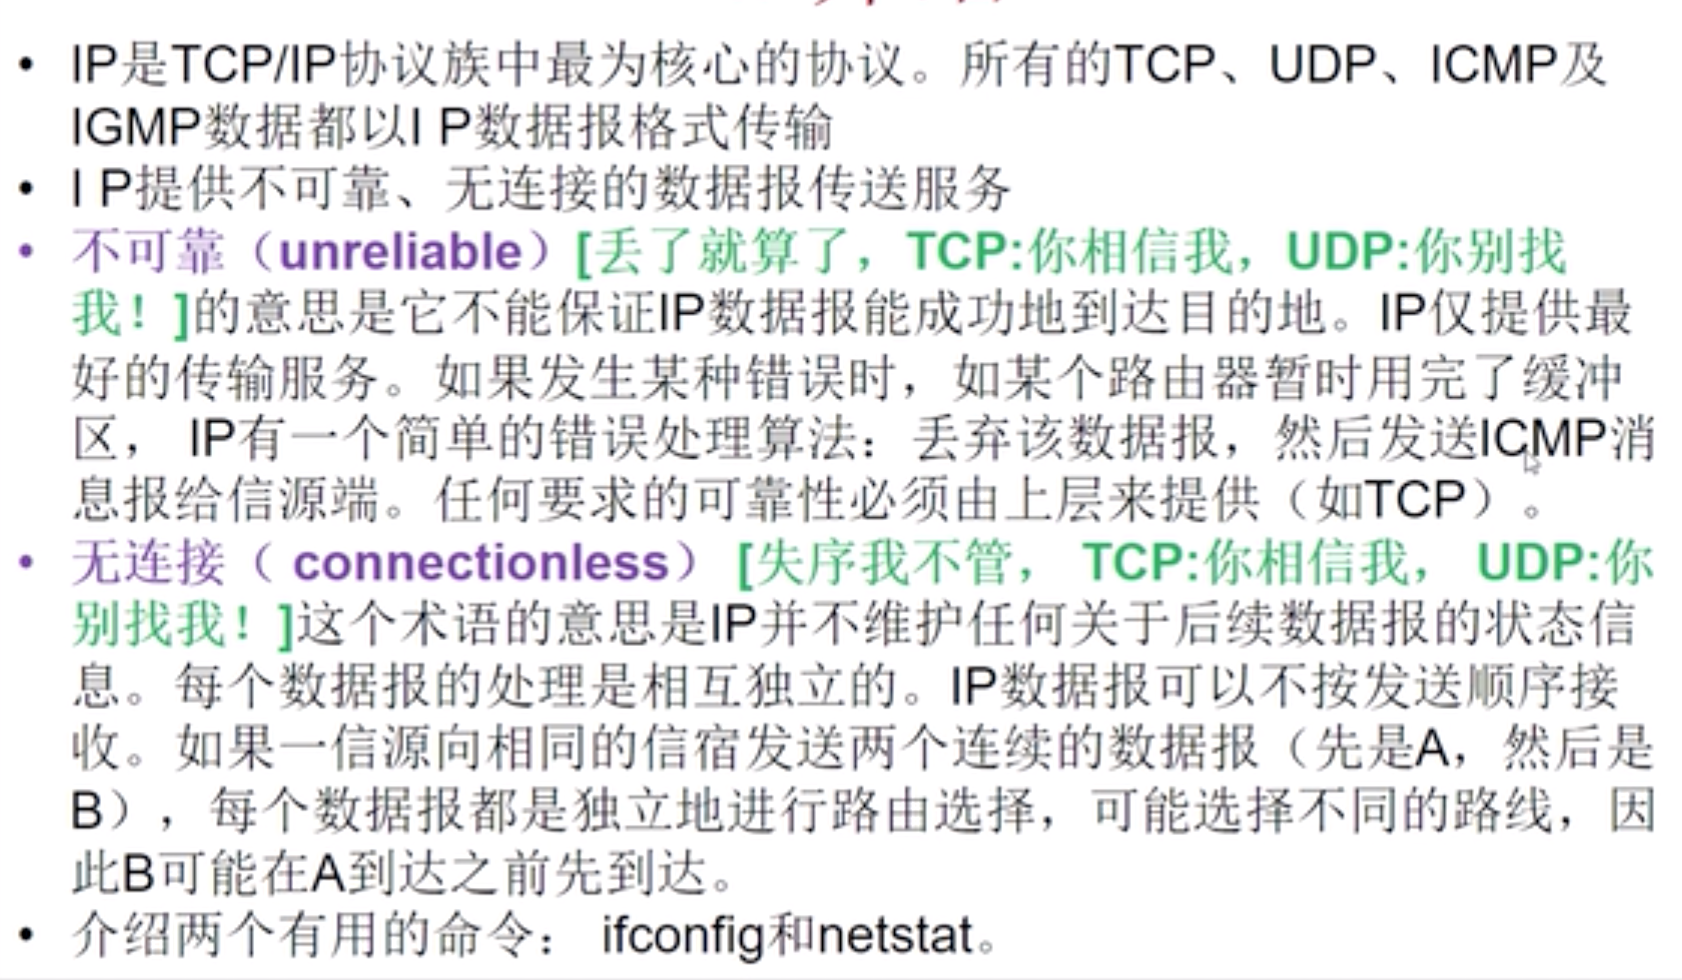 • IP是TCP/IP协议族中最为核心的协议。所有的TCP、UDP、ICMP及
IGMP数据都以I P数据报格式传输
• I P提供不可靠、无连接的数据报传送服务
• 不可靠（unreliable）[丢了就算了，TCP:你相信我，UDP:你别找
我！]的意思是它不能保证IP数据报能成功地到达目的地。IP仅提供最
好的传输服务。如果发生某种错误时，如某个路由器暂时用完了缓冲
区， IP有一个简单的错误处理算法：丢弃该数据报，然后发送ICMP消
息报给信源端。任何要求的可靠性必须由上层来提供（如TCP）。
• 无连接（ connectionless） [失序我不管， TCP:你相信我， UDP:你
别找我！]这个术语的意思是IP并不维护任何关于后续数据报的状态信
息。每个数据报的处理是相互独立的。IP数据报可以不按发送顺序接
收。如果一信源向相同的信宿发送两个连续的数据报（先是A，然后是
B），每个数据报都是独立地进行路由选择，可能选择不同的路线，因
此B可能在A到达之前先到达。
• 介绍两个有用的命令： ifconfig和netstat。